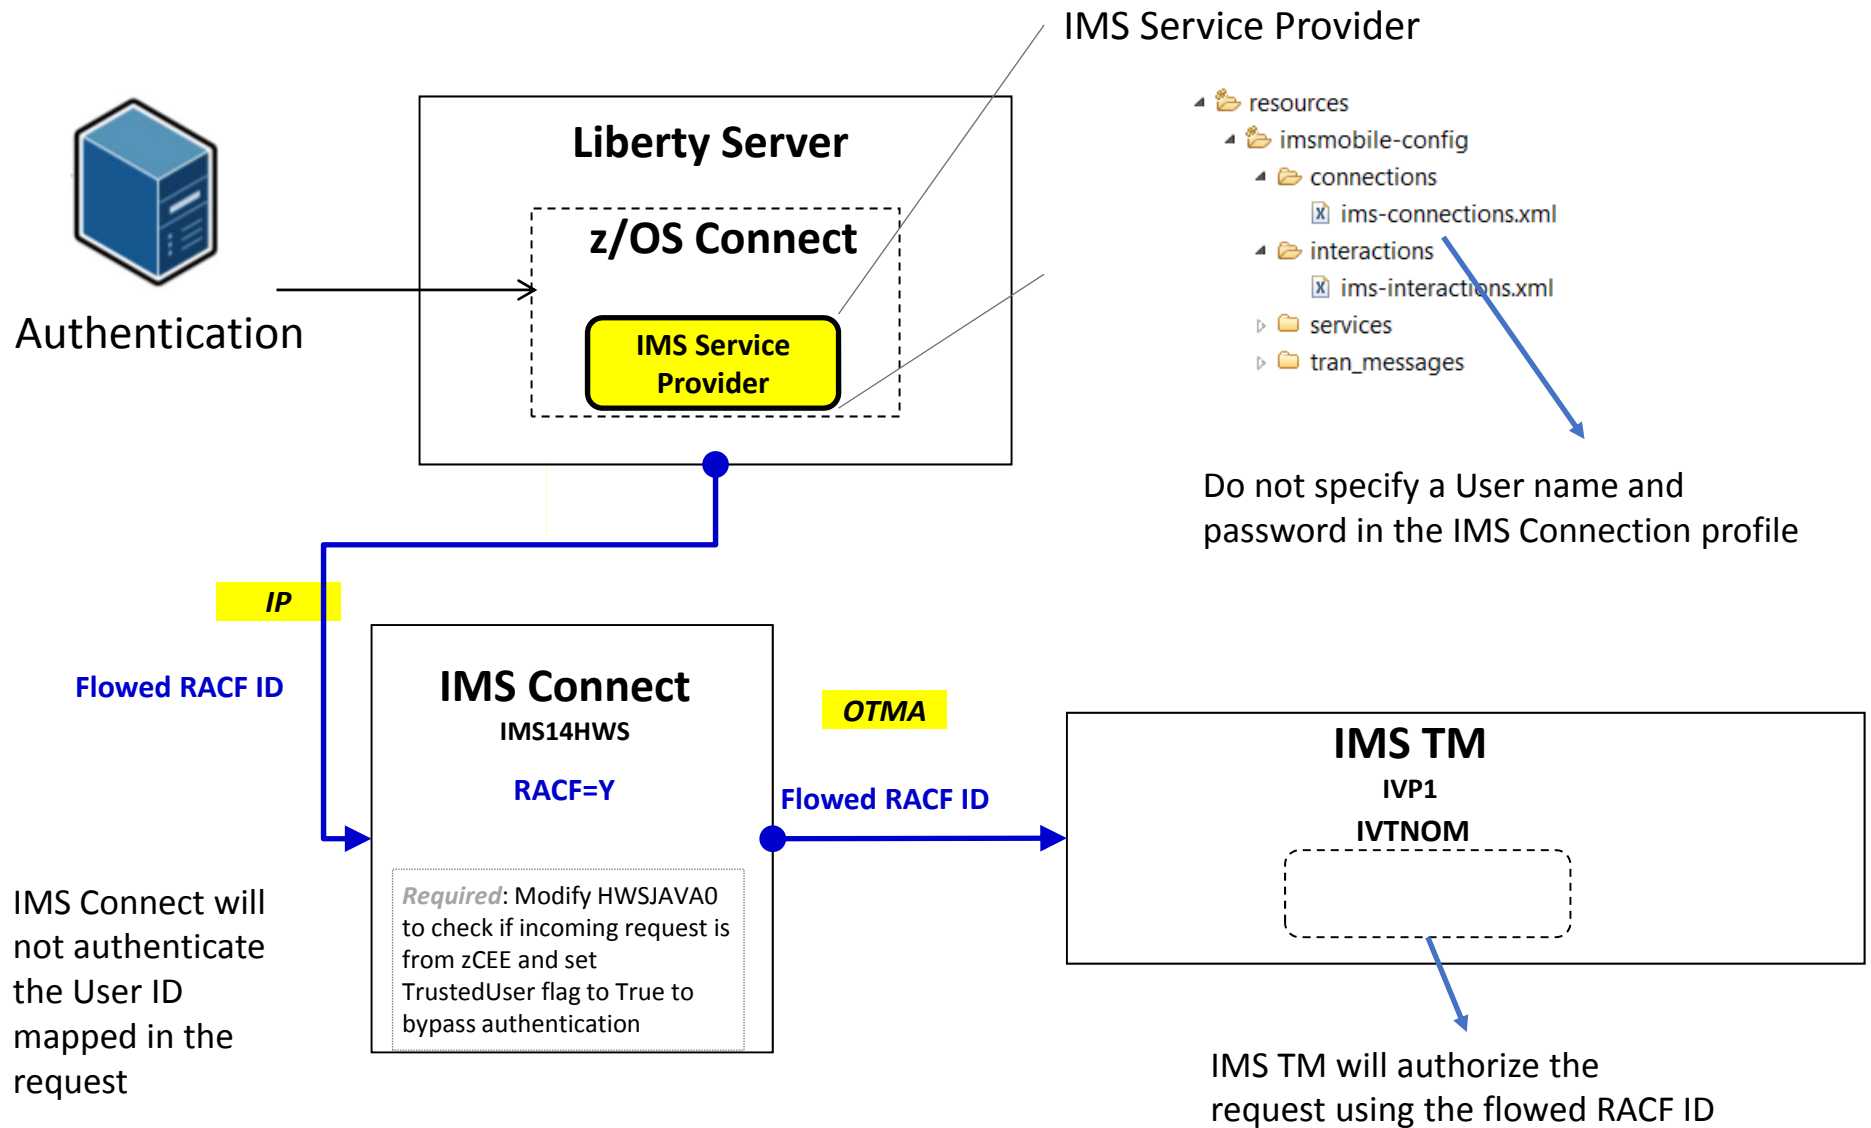 IMS Service Provider
Liberty Server
z/OS Connect
IMS Service
Provider
Authentication
resources
imsmobile-config
connections
ims-connections.xml
interactions
ims-interactions.xml
services
tran_messages
Do not specify a User name and
password in the IMS Connection profile
IP
Flowed RACF ID
IMS Connect
IMS14HWS
RACF=Y
Required: Modify HWSJAVA0
to check if incoming request is
from zCEE and set
TrustedUser flag to True to
bypass authentication
OTMA
Flowed RACF ID
IMS TM
IVP1
IVTNOM
IMS Connect will
not authenticate
the User ID
mapped in the
request
IMS TM will authorize the
request using the flowed RACF ID